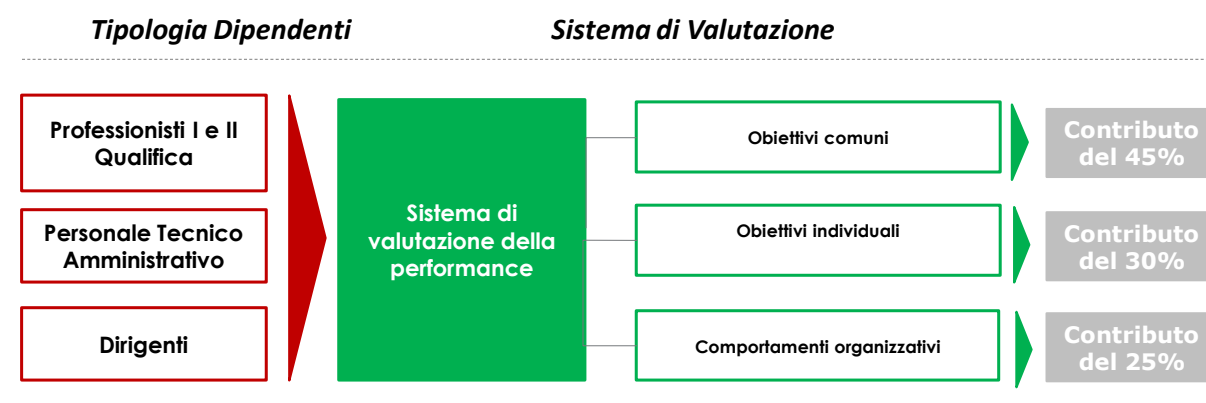 Tipologia Dipendenti
Sistema di Valutazione
Professionisti I e II
Qualifica
Personale Tecnico
Amministrativo
Dirigenti
Sistema di
valutazione della
performance
Obiettivi comuni
Contributo
del 45%
Obiettivi individuali
Contributo
del 30%
Comportamenti organizzativi
Contributo
del 25%